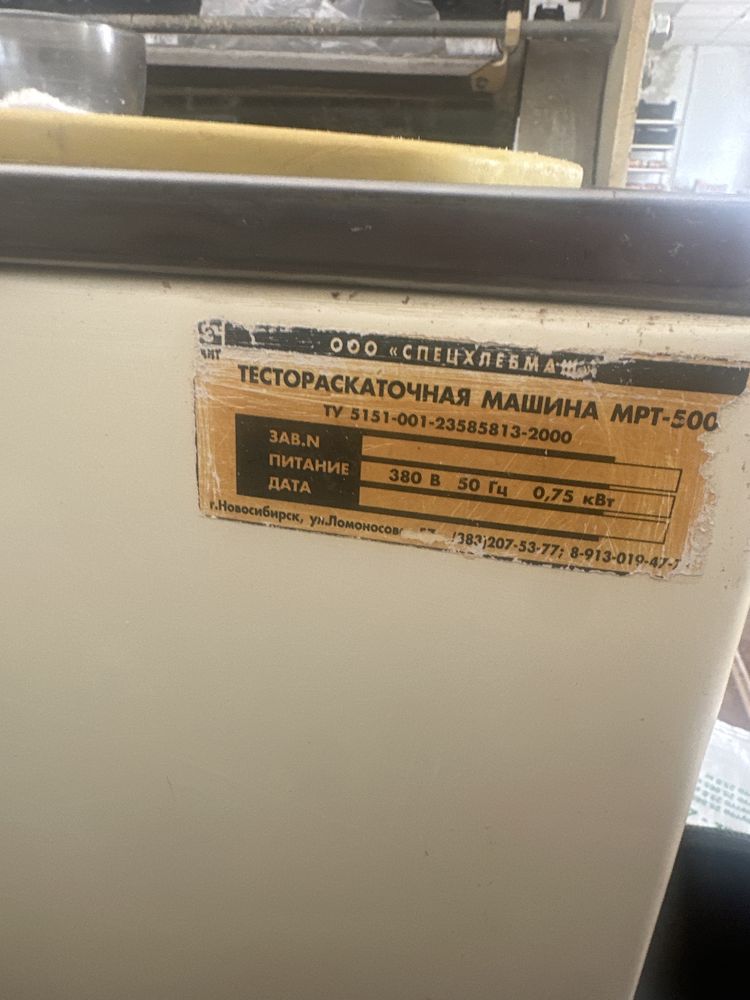 ООО «СПЕЦХЛЕБМАШ»
ТЕСТОРАСКАТОЧНАЯ МАШИНА МРТ-500
ТУ 5151-001-23585813-2000
ЗАВ.N
ПИТАНИЕ 380 В 50 Гц 0,75 кВт
ДАТА
г.Новосибирск, ул.Ломоносова (383)207-53-77; 8-913-019-47-